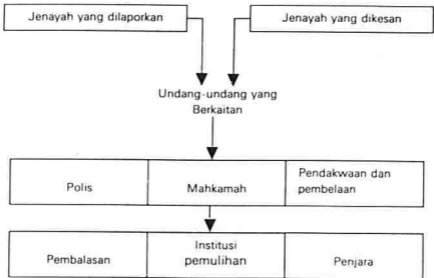 Jenayah yang dilaporkan
Jenayah yang dikesan
Undang-undang yang
Berkaitan
Polis
Mahkamah
Pendakwaan dan
pembelaan
Pembalasan
Institusi
pemulihan
Penjara